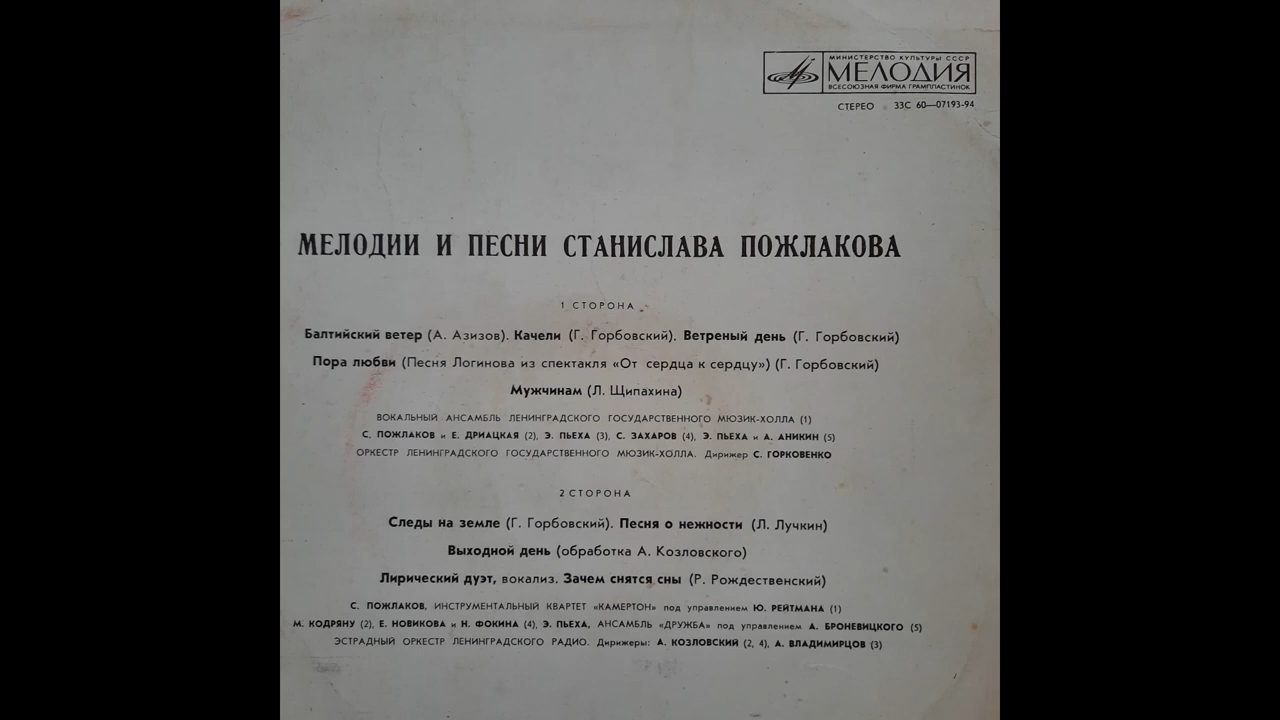 МИНИСТЕРСТВО КУЛЬТУРЫ СССР
МЕЛОДИЯ
ВСЕСОЮЗНАЯ ФИРМА ГРАМПЛАСТИНОК
СТЕРЕО 33С 60—07193-94
МЕЛОДИИ И ПЕСНИ СТАНИСЛАВА ПОЖЛАКОВА
1 СТОРОНА
Балтийский ветер (А. Азизов). Качели (Г. Горбовский). Ветреный день (Г. Горбовский)
Пора любви (Песня Логинова из спектакля «От сердца к сердцу») (Г. Горбовский)
Мужчинам (Л. Щипахина)
ВОКАЛЬНЫЙ АНСАМБЛЬ ЛЕНИНГРАДСКОГО ГОСУДАРСТВЕННОГО МЮЗИК-ХОЛЛА (1)
С. ПОЖЛАКОВ и Е. ДРИАЦКАЯ (2), Э. ПЬЕХА (3), С. ЗАХАРОВ (4), Э. ПЬЕХА и А. АНИКИН (5)
ОРКЕСТР ЛЕНИНГРАДСКОГО ГОСУДАРСТВЕННОГО МЮЗИК-ХОЛЛА. Дирижер С. ГОРКОВЕНКО
2 СТОРОНА
Следы на земле (Г. Горбовский). Песня о нежности (Л. Лучкин)
Выходной день (обработка А. Козловского)
Лирический дуэт, вокализ. Зачем снятся сны (Р. Рождественский)
С. ПОЖЛАКОВ, ИНСТРУМЕНТАЛЬНЫЙ КВАРТЕТ «КАМЕРТОН» под управлением Ю. РЕЙТМАНА (1)
М. КОДРЯНУ (2), Е. НОВИКОВА и Н. ФОКИНА (4), Э. ПЬЕХА, АНСАМБЛЬ «ДРУЖБА» под управлением А. БРОНЕВИЦКОГО (5)
ЭСТРАДНЫЙ ОРКЕСТР ЛЕНИНГРАДСКОГО РАДИО. Дирижеры: А. КОЗЛОВСКИЙ (2, 4), А. ВЛАДИМИРЦОВ (3)